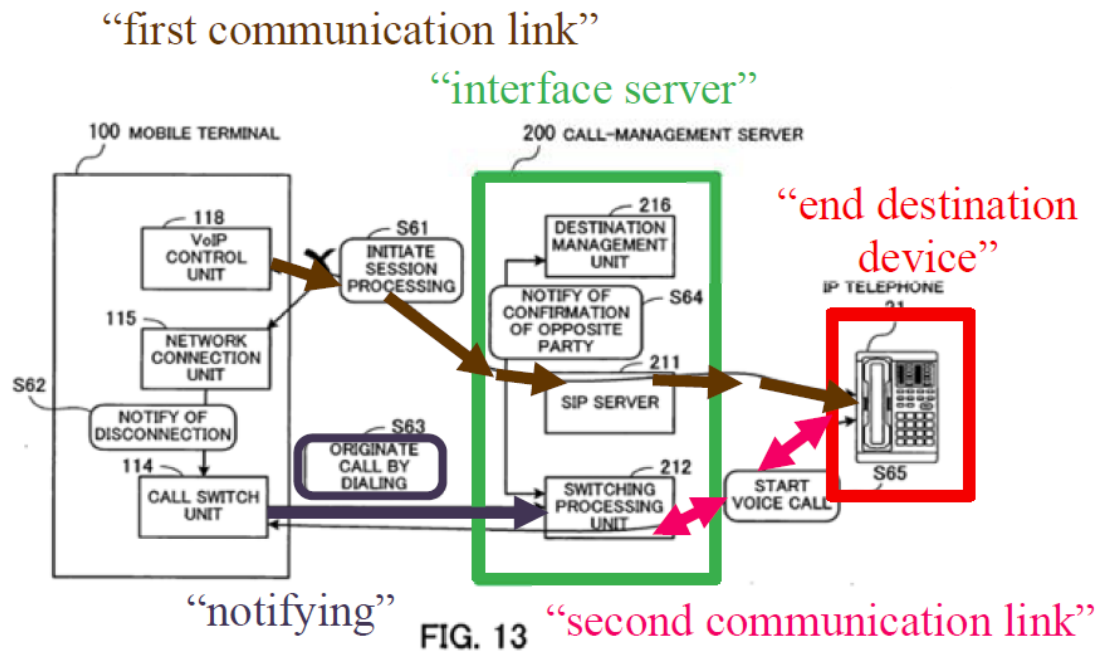 “first communication link”
“interface server”
100 MOBILE TERMINAL
200 CALL-MANAGEMENT SERVER
“end destination
device”
IP TELEPHONE
21
118
VoIP
CONTROL
UNIT
S61
INITIATE
SESSION
PROCESSING
216
DESTINATION
MANAGEMENT
UNIT
S64
NOTIFY OF
CONFIRMATION
OF OPPOSITE
PARTY
115
NETWORK
CONNECTION
UNIT
211
SIP SERVER
S62
NOTIFY OF
DISCONNECTION
S63
ORIGINATE
CALL BY
DIALING
114
CALL SWITCH
UNIT
212
SWITCHING
PROCESSING
UNIT
START
VOICE CALL
S65
“notifying”
FIG. 13
“second communication link”